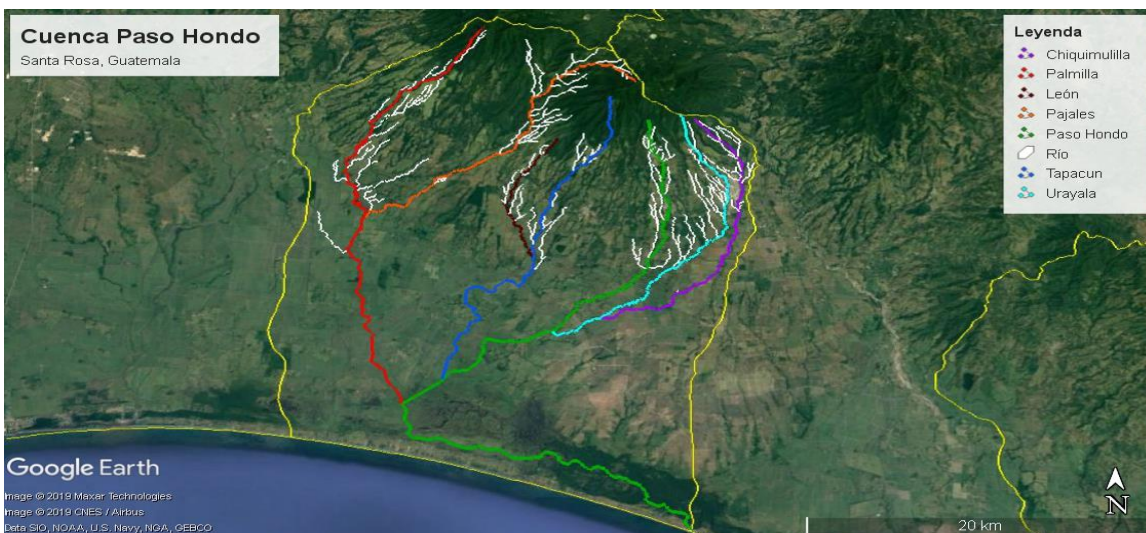 Cuenca Paso Hondo
Santa Rosa, Guatemala
Leyenda
Chiquimulilla
Palmilla
León
Pajales
Paso Hondo
Río
Tapacun
Urayala
Google Earth
Image © 2019 Maxar Technologies
Image © 2019 CNES / Airbus
Data SIO, NOAA, U.S. Navy, NGA, GEBCO
N
20 km